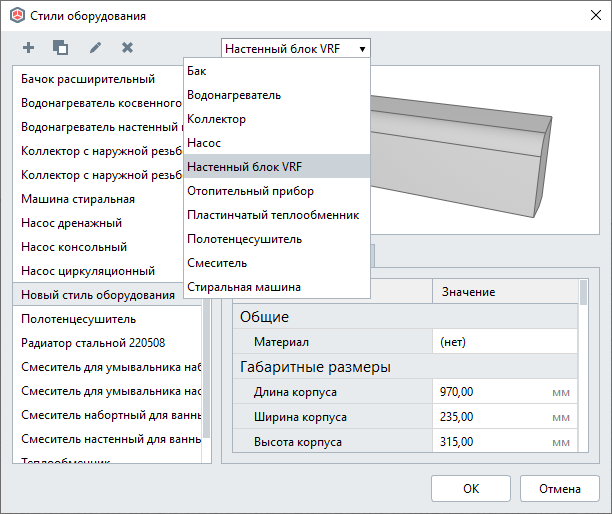 Стили оборудования
Настенный блок VRF
Бак
Водонагреватель
Коллектор
Насос
Настенный блок VRF
Отопительный прибор
Пластинчатый теплообменник
Полотенцесушитель
Смеситель
Стиральная машина
Бачок расширительный
Водонагреватель косвенного
Водонагреватель настенный
Коллектор с наружной резьб
Коллектор с наружной резьб
Машина стиральная
Насос дренажный
Насос консольный
Насос циркуляционный
Новый стиль оборудования
Полотенцесушитель
Радиатор стальной 220508
Смеситель для умывальника наб
Смеситель для умывальника нас
Смеситель набортный для ванны
Смеситель настенный для ванны
Теплообменник
Значение
Общие
Материал (нет)
Габаритные размеры
Длина корпуса 970,00 мм
Ширина корпуса 235,00 мм
Высота корпуса 315,00 мм
ОК
Отмена